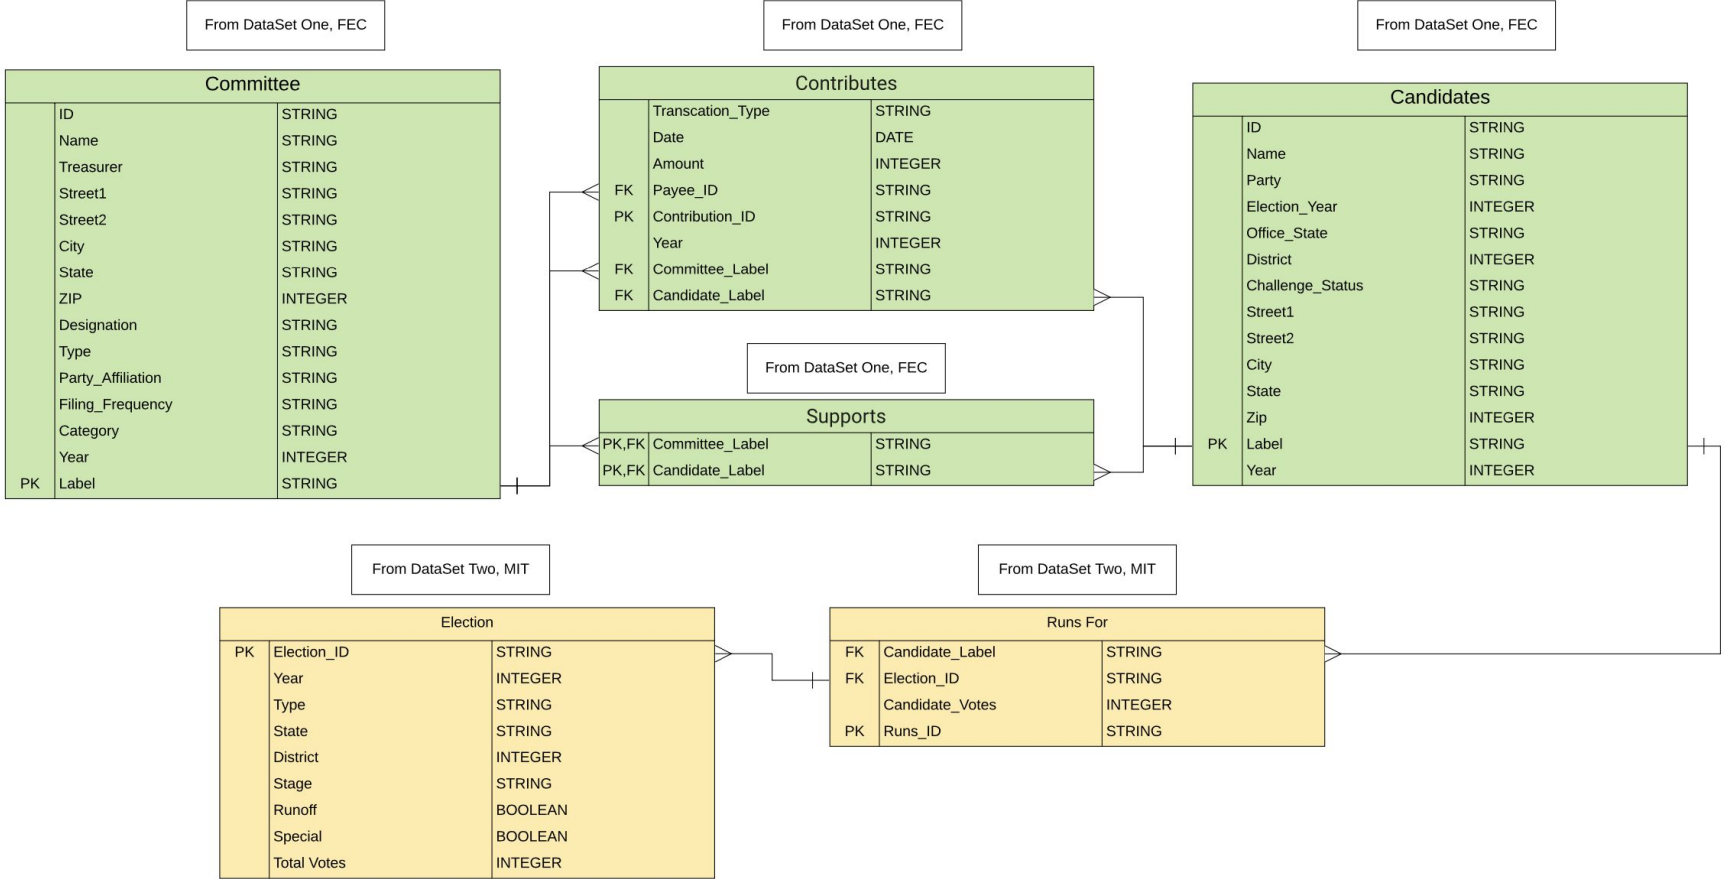 From DataSet One, FEC
From DataSet One, FEC
From DataSet One, FEC
Committee
ID STRING
Name STRING
Treasurer STRING
Street1 STRING
Street2 STRING
City STRING
State STRING
ZIP INTEGER
Designation STRING
Type STRING
Party_Affiliation STRING
Filing_Frequency STRING
Category STRING
Year INTEGER
PK Label STRING
Contributes
Transcation_Type STRING
Date DATE
Amount INTEGER
FK Payee_ID STRING
PK Contribution_ID STRING
Year INTEGER
FK Committee_Label STRING
FK Candidate_Label STRING
From DataSet One, FEC
Supports
PK,FK Committee_Label STRING
PK,FK Candidate_Label STRING
Candidates
ID STRING
Name STRING
Party STRING
Election_Year INTEGER
Office_State STRING
District INTEGER
Challenge_Status STRING
Street1 STRING
Street2 STRING
City STRING
State STRING
Zip INTEGER
PK Label STRING
Year INTEGER
From DataSet Two, MIT
From DataSet Two, MIT
Election
PK Election_ID STRING
Year INTEGER
Type STRING
State STRING
District INTEGER
Stage STRING
Runoff BOOLEAN
Special BOOLEAN
Total Votes INTEGER
Runs For
FK Candidate_Label STRING
FK Election_ID STRING
Candidate_Votes INTEGER
PK Runs_ID STRING